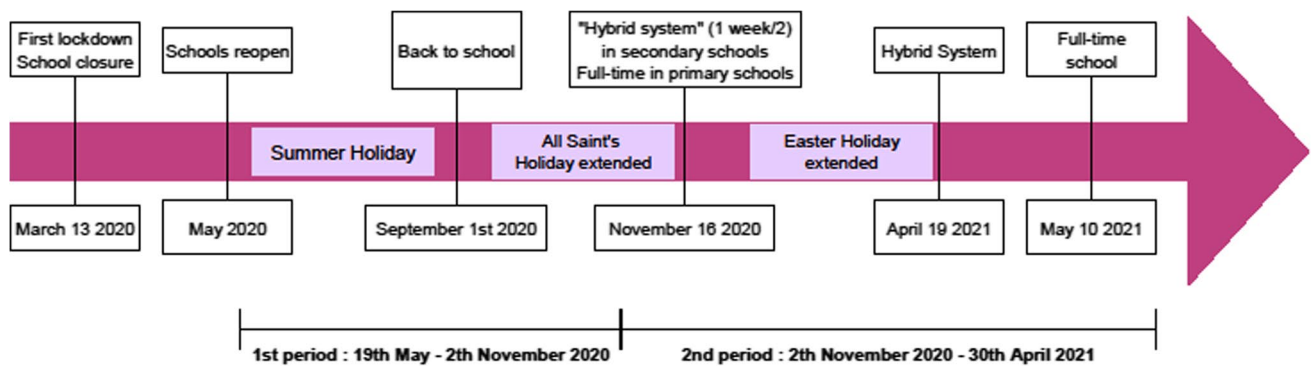 First lockdown
School closure
Schools reopen
Back to school
"Hybrid system" (1 week/2)
in secondary schools
Full-time in primary schools
Hybrid System
Full-time
school
Summer Holiday
All Saint's
Holiday extended
Easter Holiday
extended
March 13 2020
May 2020
September 1st 2020
November 16 2020
April 19 2021
May 10 2021
1st period : 19th May - 2th November 2020
2nd period : 2th November 2020 - 30th April 2021